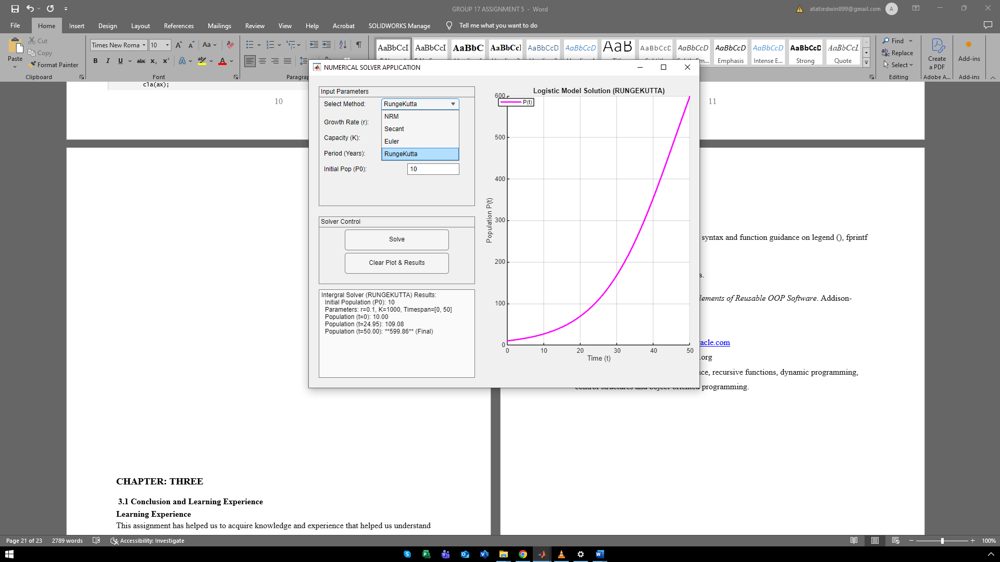 GROUP 17 ASSIGNMENT 5 - Word
atatiedwin899@gmail.com
A
File
Home
Insert
Design
Layout
References
Mailings
Review
View
Help
Acrobat
SOLIDWORKS Manage
Tell me what you want to do
Paste
Cut
Copy
Format Painter
Clipboard
Times New Roma
10
Font
Paragra
AaBbCcI
AaBbCcI
AaBbC
AaBbCcI
AaBbCcD
AaBbCcD
AaB
AaBbCcD
AaBbCcD
AaBbCcD
AaBbCcD
AaBbCcD
AaBbCcL
Emphasis
Intense E...
Strong
Quote
Find
Replace
Select
Editing
Create
a PDF
Adobe A...
Add-ins
Add-ins
cla(ax);
10
11
NUMERICAL SOLVER APPLICATION
Input Parameters
Select Method:
RungeKutta
NRM
Secant
Euler
RungeKutta
Growth Rate (r):
Capacity (K):
Period (Years):
Initial Pop (P0):
10
Solver Control
Solve
Clear Plot & Results
Intergral Solver (RUNGEKUTTA) Results:
Initial Population (P0): 10
Parameters: r=0.1, K=1000, Timespan=[0, 50]
Population (t=0): 10.00
Population (t=24.95): 109.08
Population (t=50.00): **599.86** (Final)
Logistic Model Solution (RUNGEKUTTA)
P(t)
600
500
400
300
200
100
0
Population P(t)
0 10 20 30 40 50
Time (t)
syntax and function guidance on legend (), fprintf
s.
lements of Reusable OOP Software. Addison-
acle.com
.org
ce, recursive functions, dynamic programming,
control structures and object-oriented programming.
CHAPTER: THREE
3.1 Conclusion and Learning Experience
Learning Experience
This assignment has helped us to acquire knowledge and experience that helped us understand
Page 21 of 23
2789 words
Accessibility: Investigate
100%